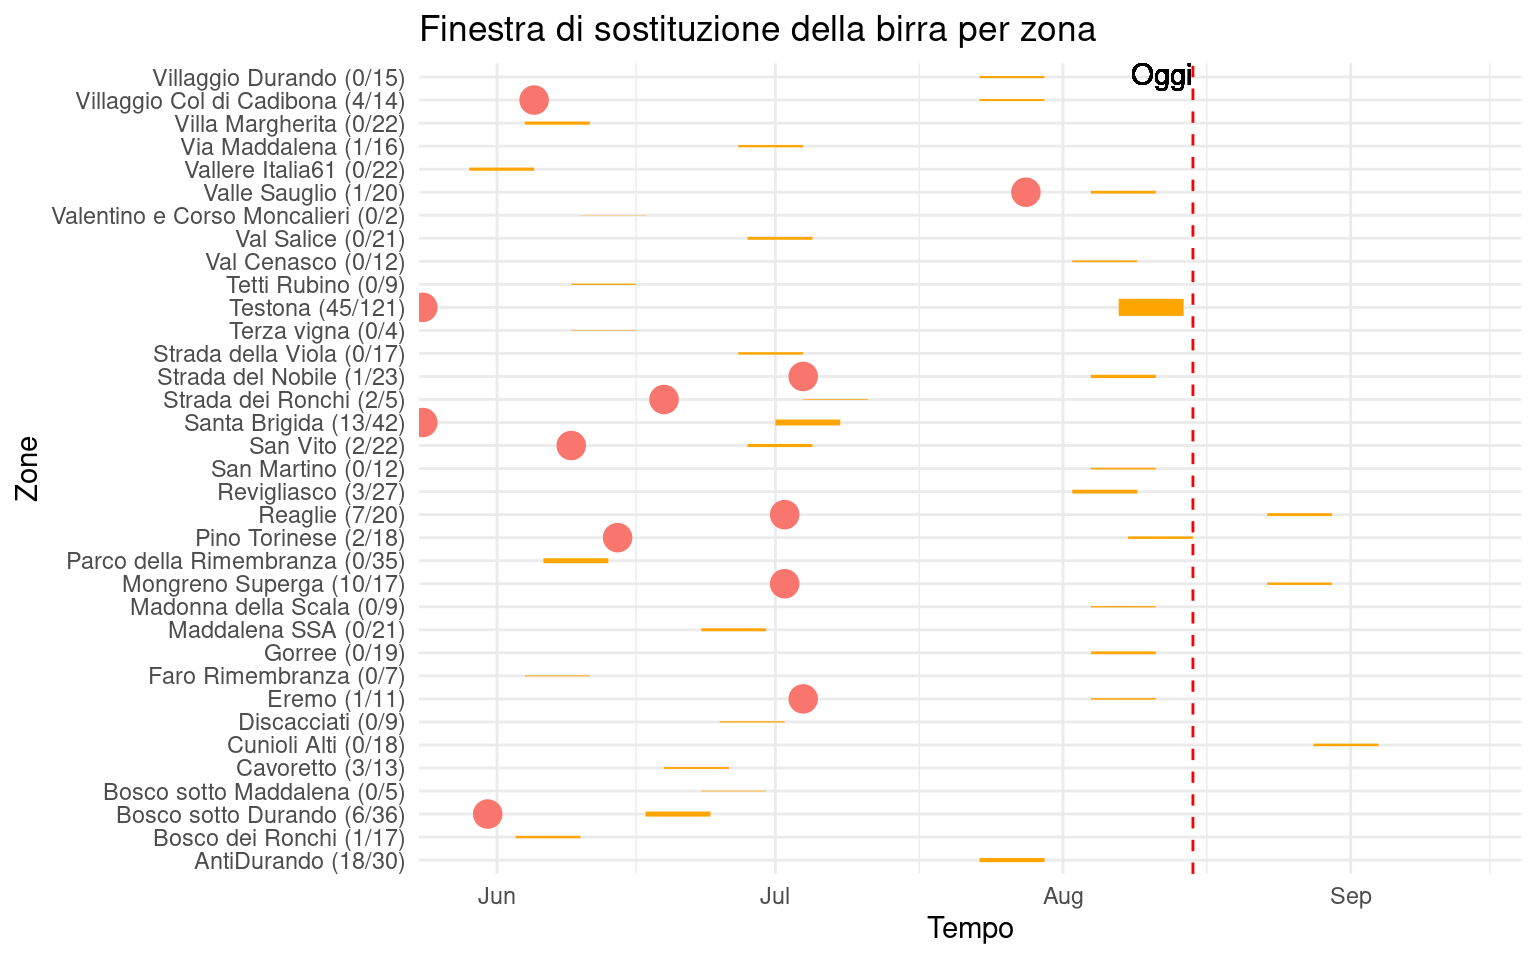 Finestra di sostituzione della birra per zona
Oggi
Zone
Villaggio Durando (0/15)
Villaggio Col di Cadibona (4/14)
Villa Margherita (0/22)
Via Maddalena (1/16)
Vallere Italia61 (0/22)
Valle Sauglio (1/20)
Valentino e Corso Moncalieri (0/2)
Val Salice (0/21)
Val Cenasco (0/12)
Tetti Rubino (0/9)
Testona (45/121)
Terza vigna (0/4)
Strada della Viola (0/17)
Strada del Nobile (1/23)
Strada dei Ronchi (2/5)
Santa Brigida (13/42)
San Vito (2/22)
San Martino (0/12)
Revigliasco (3/27)
Reaglie (7/20)
Pino Torinese (2/18)
Parco della Rimembranza (0/35)
Mongreno Superga (10/17)
Madonna della Scala (0/9)
Maddalena SSA (0/21)
Gorree (0/19)
Faro Rimembranza (0/7)
Eremo (1/11)
Discacciati (0/9)
Cunioli Alti (0/18)
Cavoretto (3/13)
Bosco sotto Maddalena (0/5)
Bosco sotto Durando (6/36)
Bosco dei Ronchi (1/17)
AntiDurando (18/30)
Jun Jul Aug Sep
Tempo